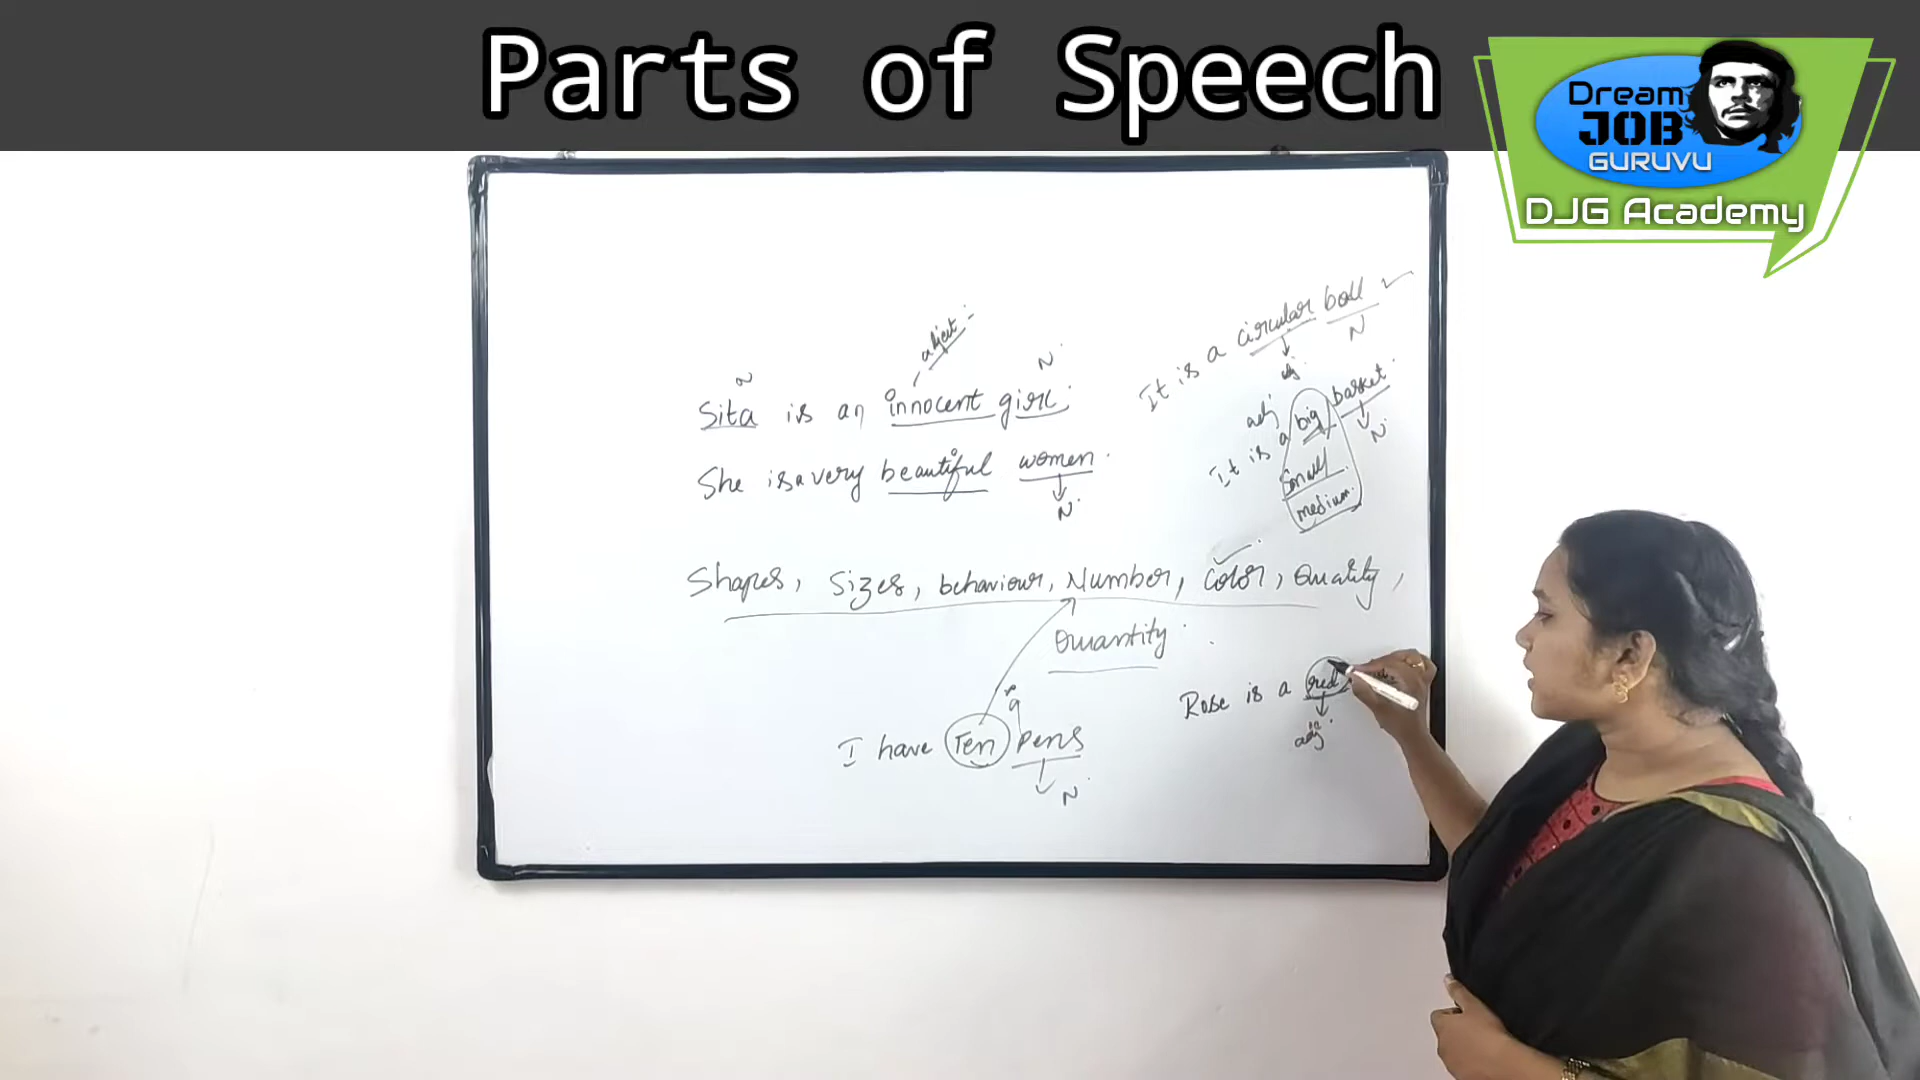 Parts of Speech
Dream
JOB
GURUVU
DJG Academy
It is a circular ball
N
adj
adject
N
N
Sita is an innocent girl.
adj
It is a big basket.
N
small
medium
She is a very beautiful women.
N
Shapes, Sizes, behaviour, Number, Color, Quality,
Quantity
Rose is a red
adj
I have Ten pens
N